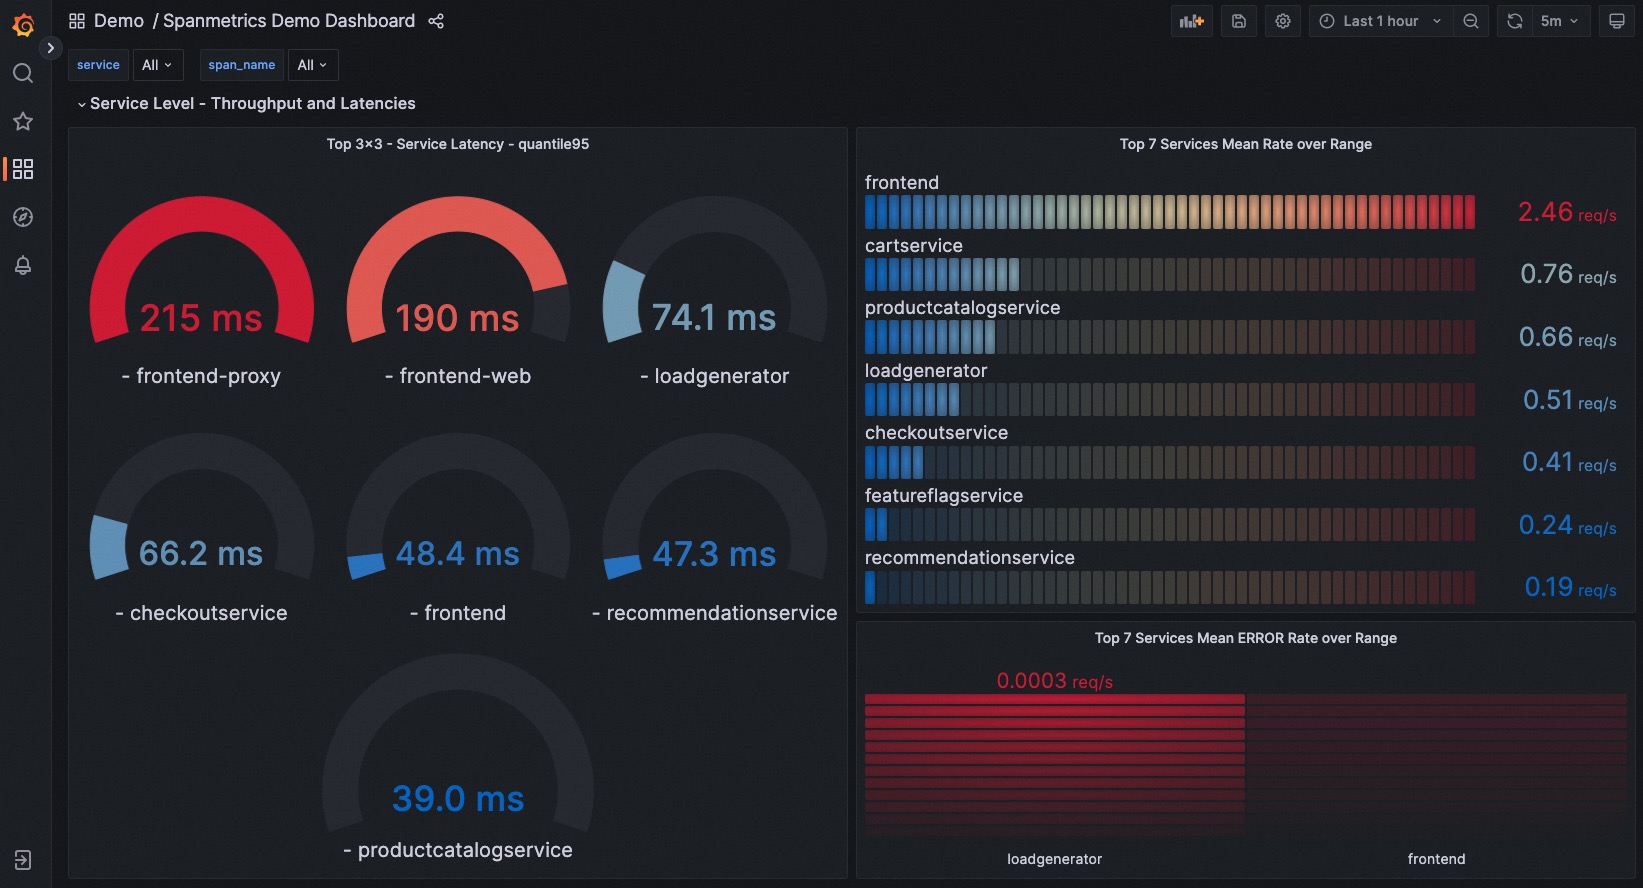 Demo / Spanmetrics Demo Dashboard
Last 1 hour
5m
service All span_name All
Service Level - Throughput and Latencies
Top 3x3 - Service Latency - quantile95
215 ms
- frontend-proxy
190 ms
- frontend-web
74.1 ms
- loadgenerator
66.2 ms
- checkoutservice
48.4 ms
- frontend
47.3 ms
- recommendationservice
39.0 ms
- productcatalogservice
Top 7 Services Mean Rate over Range
frontend
2.46 req/s
cartservice
0.76 req/s
productcatalogservice
0.66 req/s
loadgenerator
0.51 req/s
checkoutservice
0.41 req/s
featureflagservice
0.24 req/s
recommendationservice
0.19 req/s
Top 7 Services Mean ERROR Rate over Range
0.0003 req/s
loadgenerator
frontend